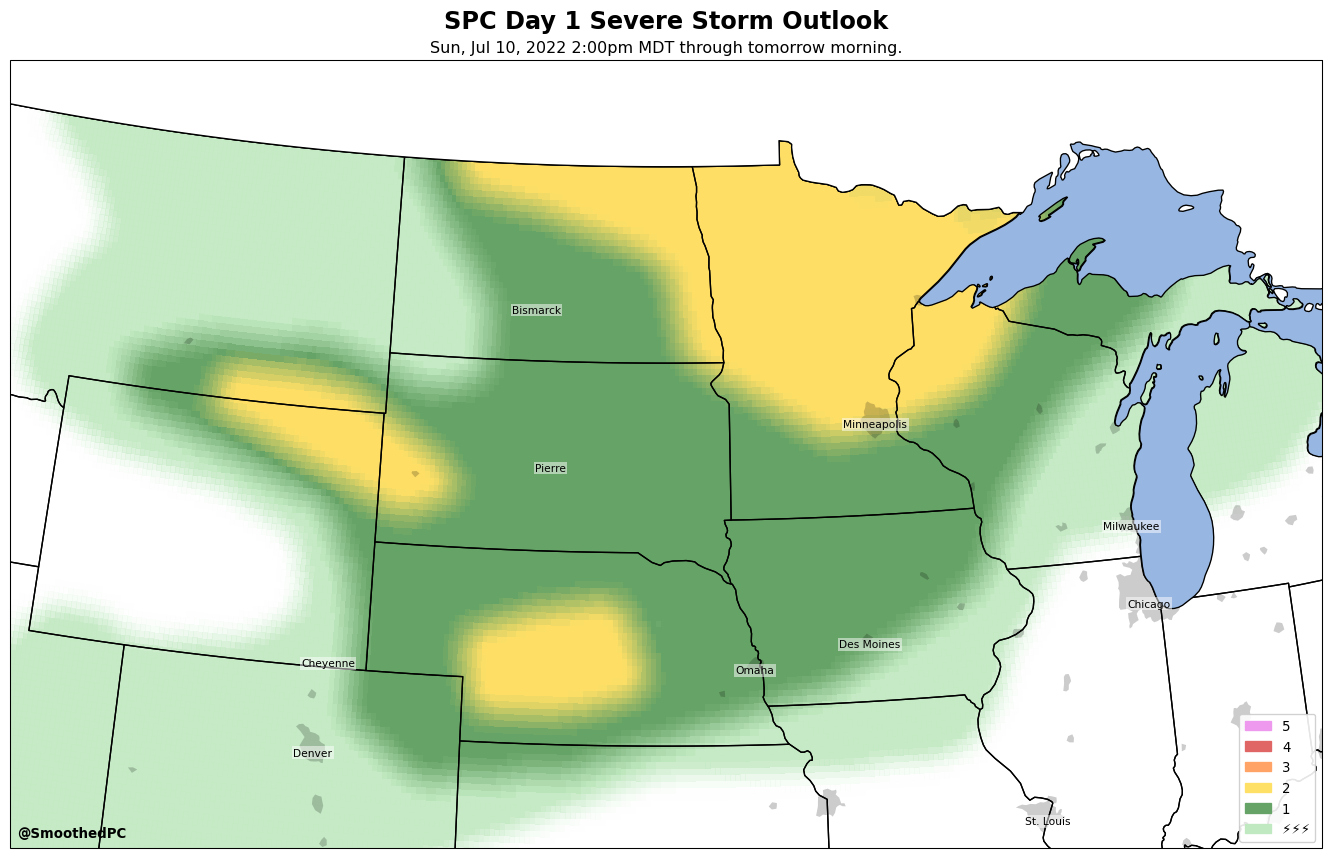 SPC Day 1 Severe Storm Outlook
Sun, Jul 10, 2022 2:00pm MDT through tomorrow morning.
Bismarck
Minneapolis
Pierre
Milwaukee
Chicago
Des Moines
Cheyenne
Omaha
Denver
St. Louis
5
4
3
2
1
⚡⚡⚡
@SmoothedPC